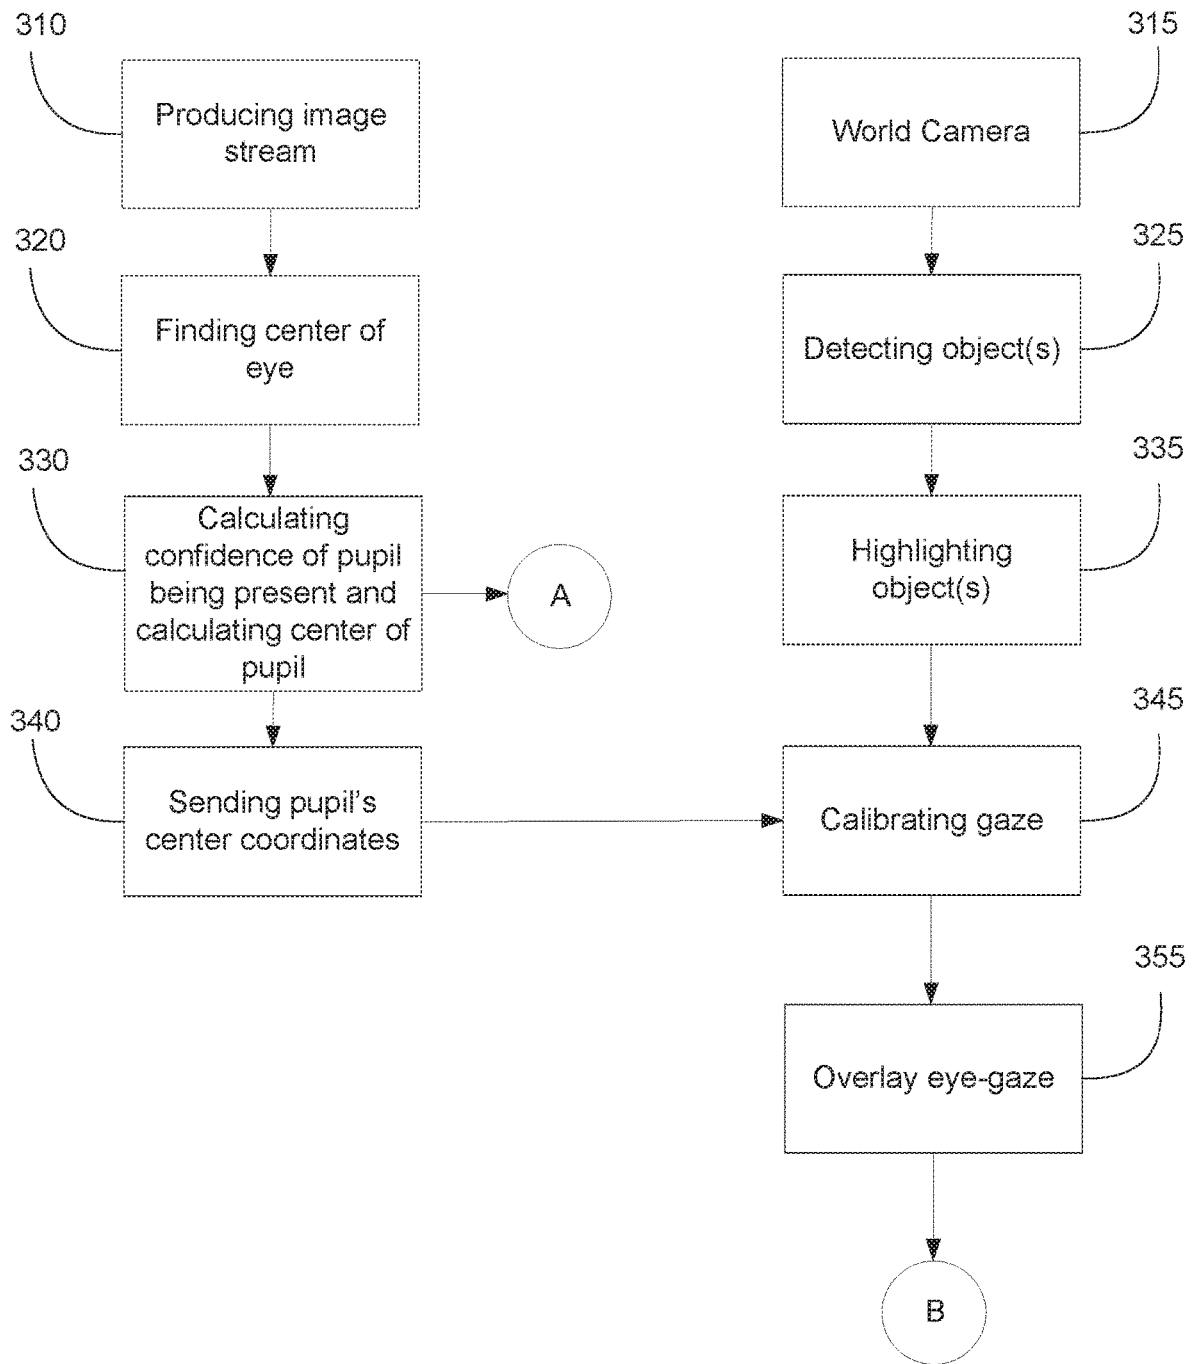 310
Producing image
stream
320
Finding center of
eye
330
Calculating
confidence of pupil
being present and
calculating center of
pupil
A
340
Sending pupil's
center coordinates
315
World Camera
325
Detecting object(s)
335
Highlighting
object(s)
345
Calibrating gaze
355
Overlay eye-gaze
B